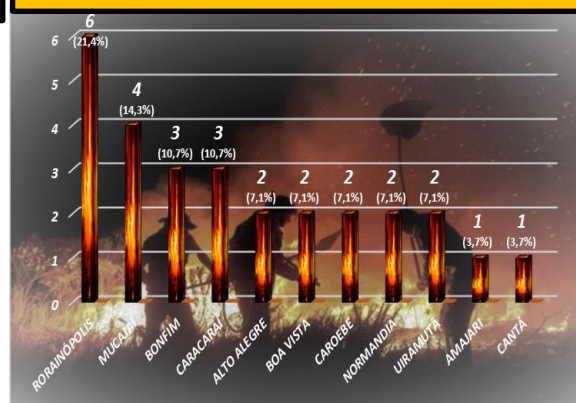 6
(21,4%)
4
(14,3%)
3
(10,7%)
3
(10,7%)
2
(7,1%)
2
(7,1%)
2
(7,1%)
2
(7,1%)
2
(7,1%)
1
(3,7%)
1
(3,7%)
6
5
4
3
2
1
0
RORAINÓPOLIS
MUCAJAÍ
BONFIM
CARACARAÍ
ALTO ALEGRE
BOA VISTA
CAROEBE
NORMANDIA
UIRAMUTÃ
AMAJARI
CANTÁ